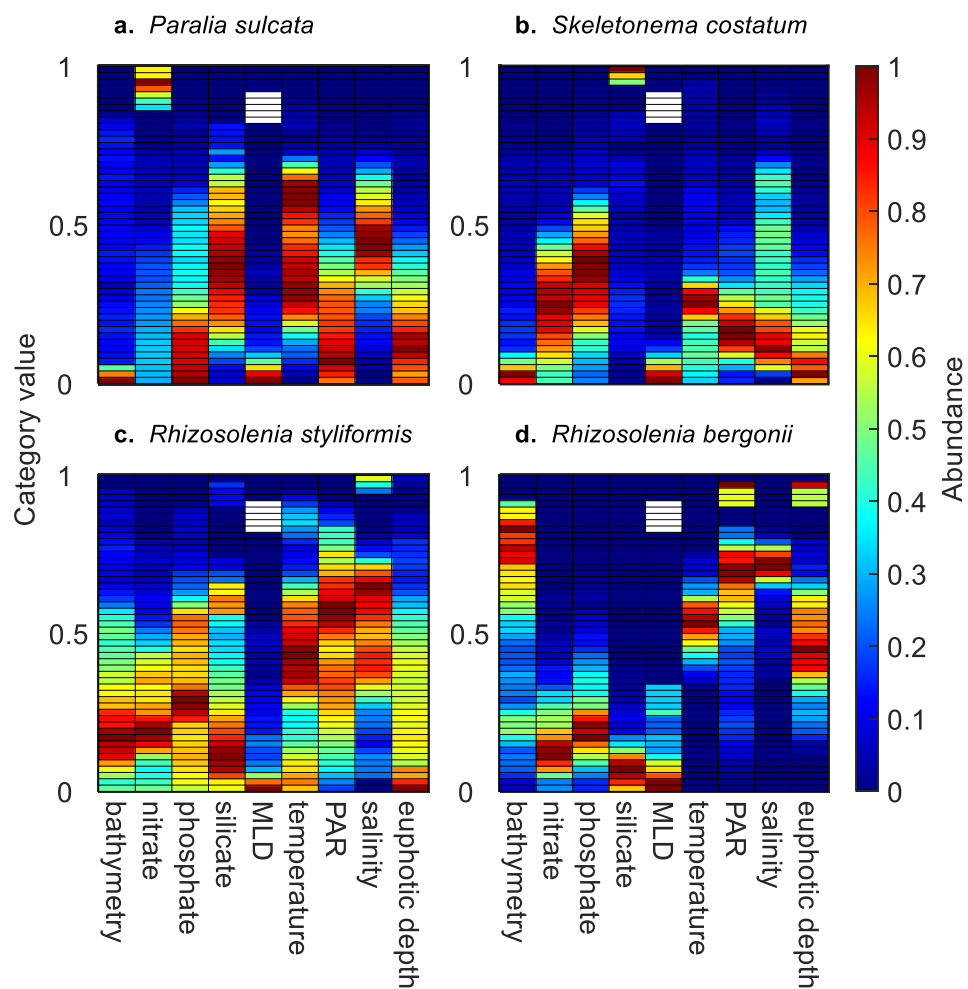 a. Paralia sulcata
b. Skeletonema costatum
1
0.5
0
1
0.5
0
1
0.9
0.8
0.7
0.6
0.5
0.4
0.3
0.2
0.1
0
Abundance
Category value
c. Rhizosolenia styliformis
d. Rhizosolenia bergonii
1
0.5
0
1
0.5
0
bathymetry
nitrate
phosphate
silicate
MLD
temperature
PAR
salinity
euphotic depth
bathymetry
nitrate
phosphate
silicate
MLD
temperature
PAR
salinity
euphotic depth